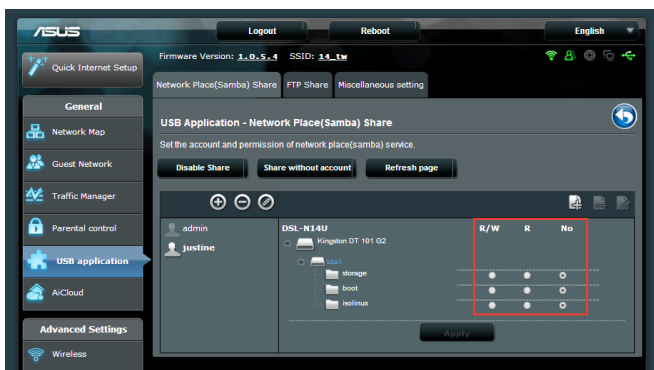 ASUS
Logout
Reboot
English
Quick Internet Setup
Firmware Version: 1.0.5.4 SSID: 14_tw
Network Place(Samba) Share
FTP Share
Miscellaneous setting
General
Network Map
Guest Network
Traffic Manager
Parental control
USB application
AiCloud
Advanced Settings
Wireless
USB Application - Network Place(Samba) Share
Set the account and permission of network place(samba) service.
Disable Share
Share without account
Refresh page
admin
justine
DSL-N14U
R/W R No
Kingston DT 101 G2
sda1
storage
boot
isolinux
Apply